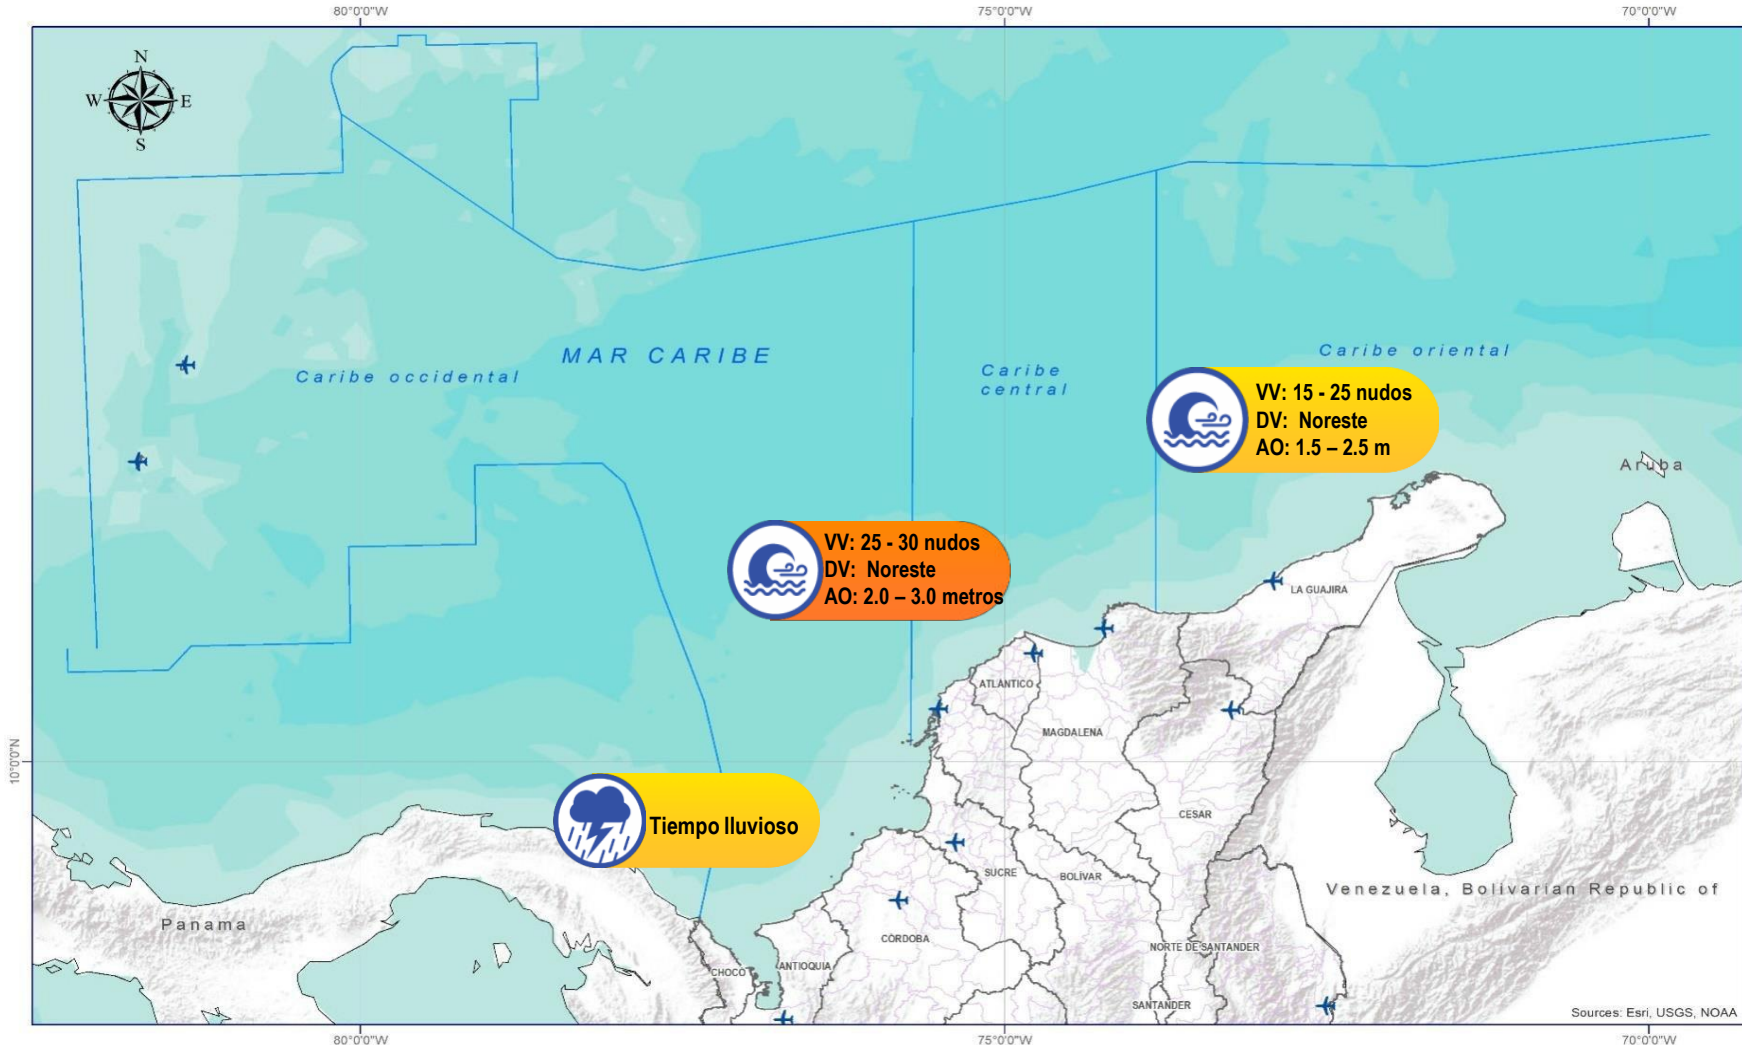 80°0'0"W
75°0'0"W
70°0'0"W
N
W
E
S
MAR CARIBE
Caribe occidental
Caribe
central
Caribe oriental
VV: 15 - 25 nudos
DV:  Noreste
AO: 1.5 – 2.5 m
Aruba
VV: 25 - 30 nudos
DV:  Noreste
AO: 2.0 – 3.0 metros
LA GUAJIRA
ATLÁNTICO
MAGDALENA
10°0'0"N
CESAR
Tiempo lluvioso
SUCRE
BOLÍVAR
Venezuela, Bolivarian Republic of
Panama
CÓRDOBA
NORTE DE SANTANDER
CHOCÓ
ANTIOQUIA
SANTANDER
Sources: Esri, USGS, NOAA
80°0'0"W
75°0'0"W
70°0'0"W